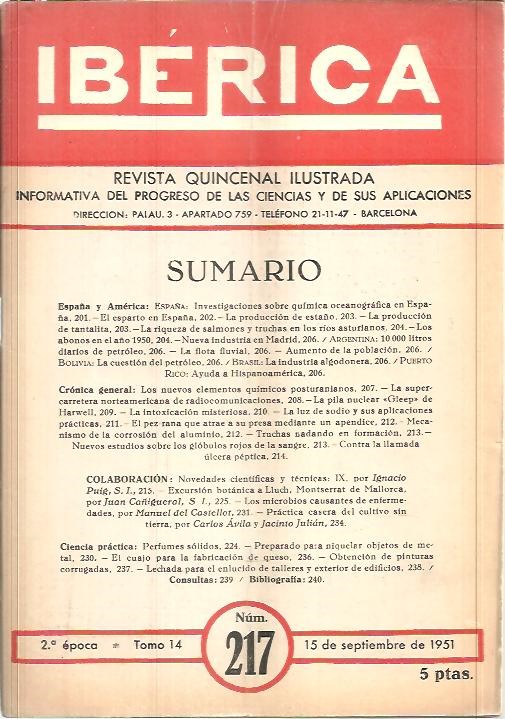 IBÉRICA
REVISTA QUINCENAL ILUSTRADA
INFORMATIVA DEL PROGRESO DE LAS CIENCIAS Y DE SUS APLICACIONES
DIRECCION: PALAU. 3 - APARTADO 759 - TELÉFONO 21-11-47 - BARCELONA
SUMARIO
España y América: ESPAÑA: Investigaciones sobre química oceanográfica en Espa-
ña, 201. – El esparto en España, 202. – La producción de estaño, 203. – La producción
de tantalita, 203. – La riqueza de salmones y truchas en los ríos asturianos, 204. – Los
abonos en el año 1950, 204. – Nueva industria en Madrid, 206. / ARGENTINA: 10 000 litros
diarios de petróleo, 206. – La flota fluvial, 206. – Aumento de la población, 206. /
BOLIVIA: La cuestión del petróleo, 206. / BRASIL: La industria algodonera, 206. / PUERTO
RICO: Ayuda a Hispanoamérica, 206.
Crónica general: Los nuevos elementos químicos posturanianos, 207. – La super-
carretera norteamericana de radiocomunicaciones, 208. – La pila nuclear «Gleep» de
Harwell, 209. – La intoxicación misteriosa, 210. – La luz de sodio y sus aplicaciones
prácticas, 211. – El pez rana que atrae a su presa mediante un apéndice, 212. – Meca-
nismo de la corrosión del aluminio, 212. – Truchas nadando en formación, 213. –
Nuevos estudios sobre los glóbulos rojos de la sangre, 213. – Contra la llamada
úlcera péptica, 214.
COLABORACIÓN: Novedades científicas y técnicas: IX, por Ignacio
Puig, S. I., 215. – Excursión botánica a Lluch, Montserrat de Mallorca,
por Juan Cañigueral, S. I., 225. – Los microbios causantes de enferme-
dades, por Manuel del Castellor, 231. – Práctica casera del cultivo sin
tierra, por Carlos Ávila y Jacinto Julián, 234.
Ciencia práctica: Perfumes sólidos, 224. – Preparado para niquelar objetos de me-
tal, 230. – El cuajo para la fabricación de queso, 236. – Obtención de pinturas
corrugadas, 237. – Lechada para el enlucido de talleres y exterior de edificios, 238. /
Consultas: 239 / Bibliografía: 240.
2.ª época * Tomo 14
Núm.
217
15 de septiembre de 1951
5 ptas.